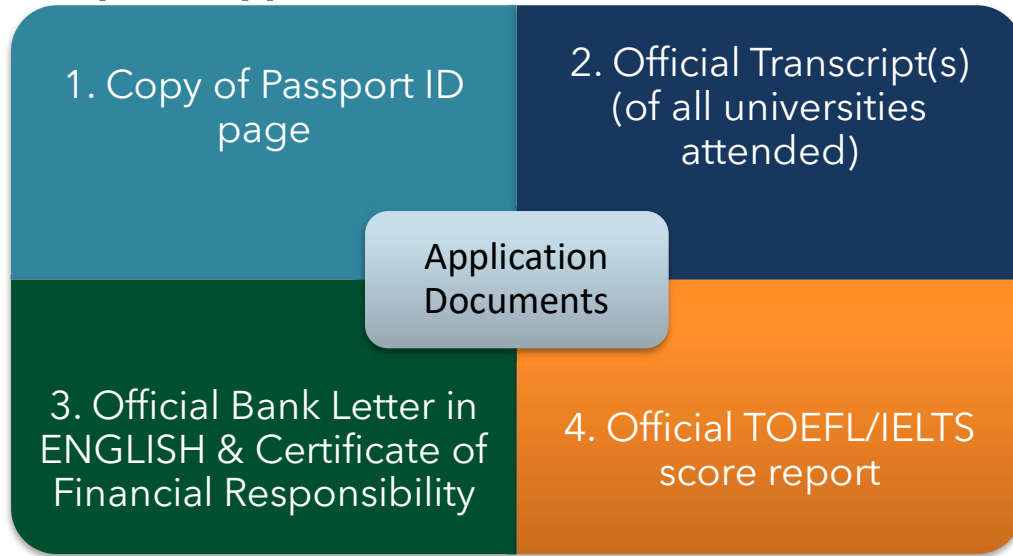 1. Copy of Passport ID
page
2. Official Transcript(s)
(of all universities
attended)
Application
Documents
3. Official Bank Letter in
ENGLISH & Certificate of
Financial Responsibility
4. Official TOEFL/IELTS
score report